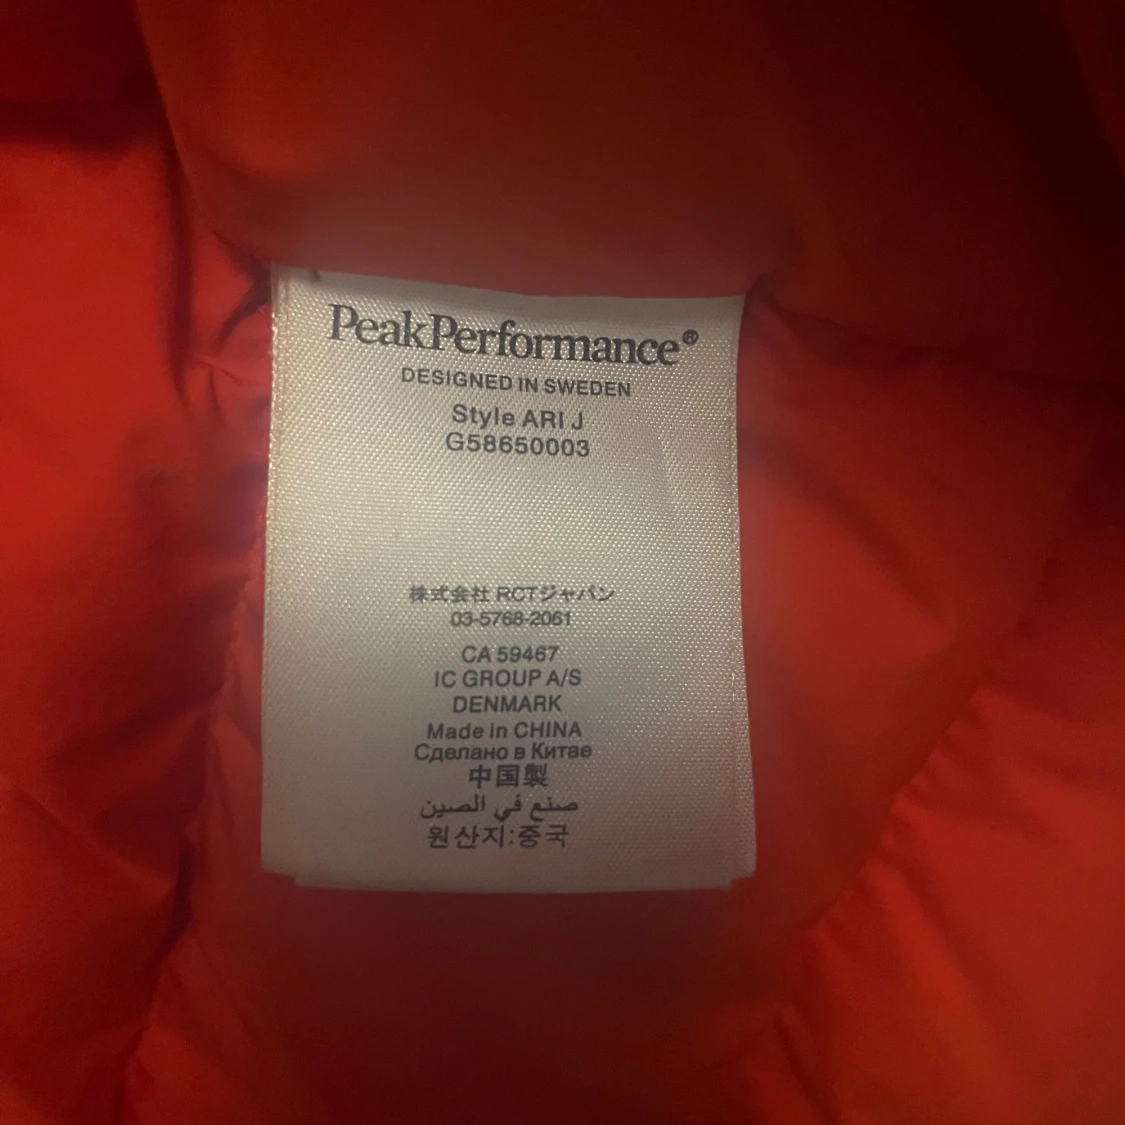 PeakPerformance®
DESIGNED IN SWEDEN
Style ARI J
G58650003
株式会社 RCTジャパン
03-5768-2061
CA 59467
IC GROUP A/S
DENMARK
Made in CHINA
Сделано в Китае
中国製
صنع في الصين
원산지:중국